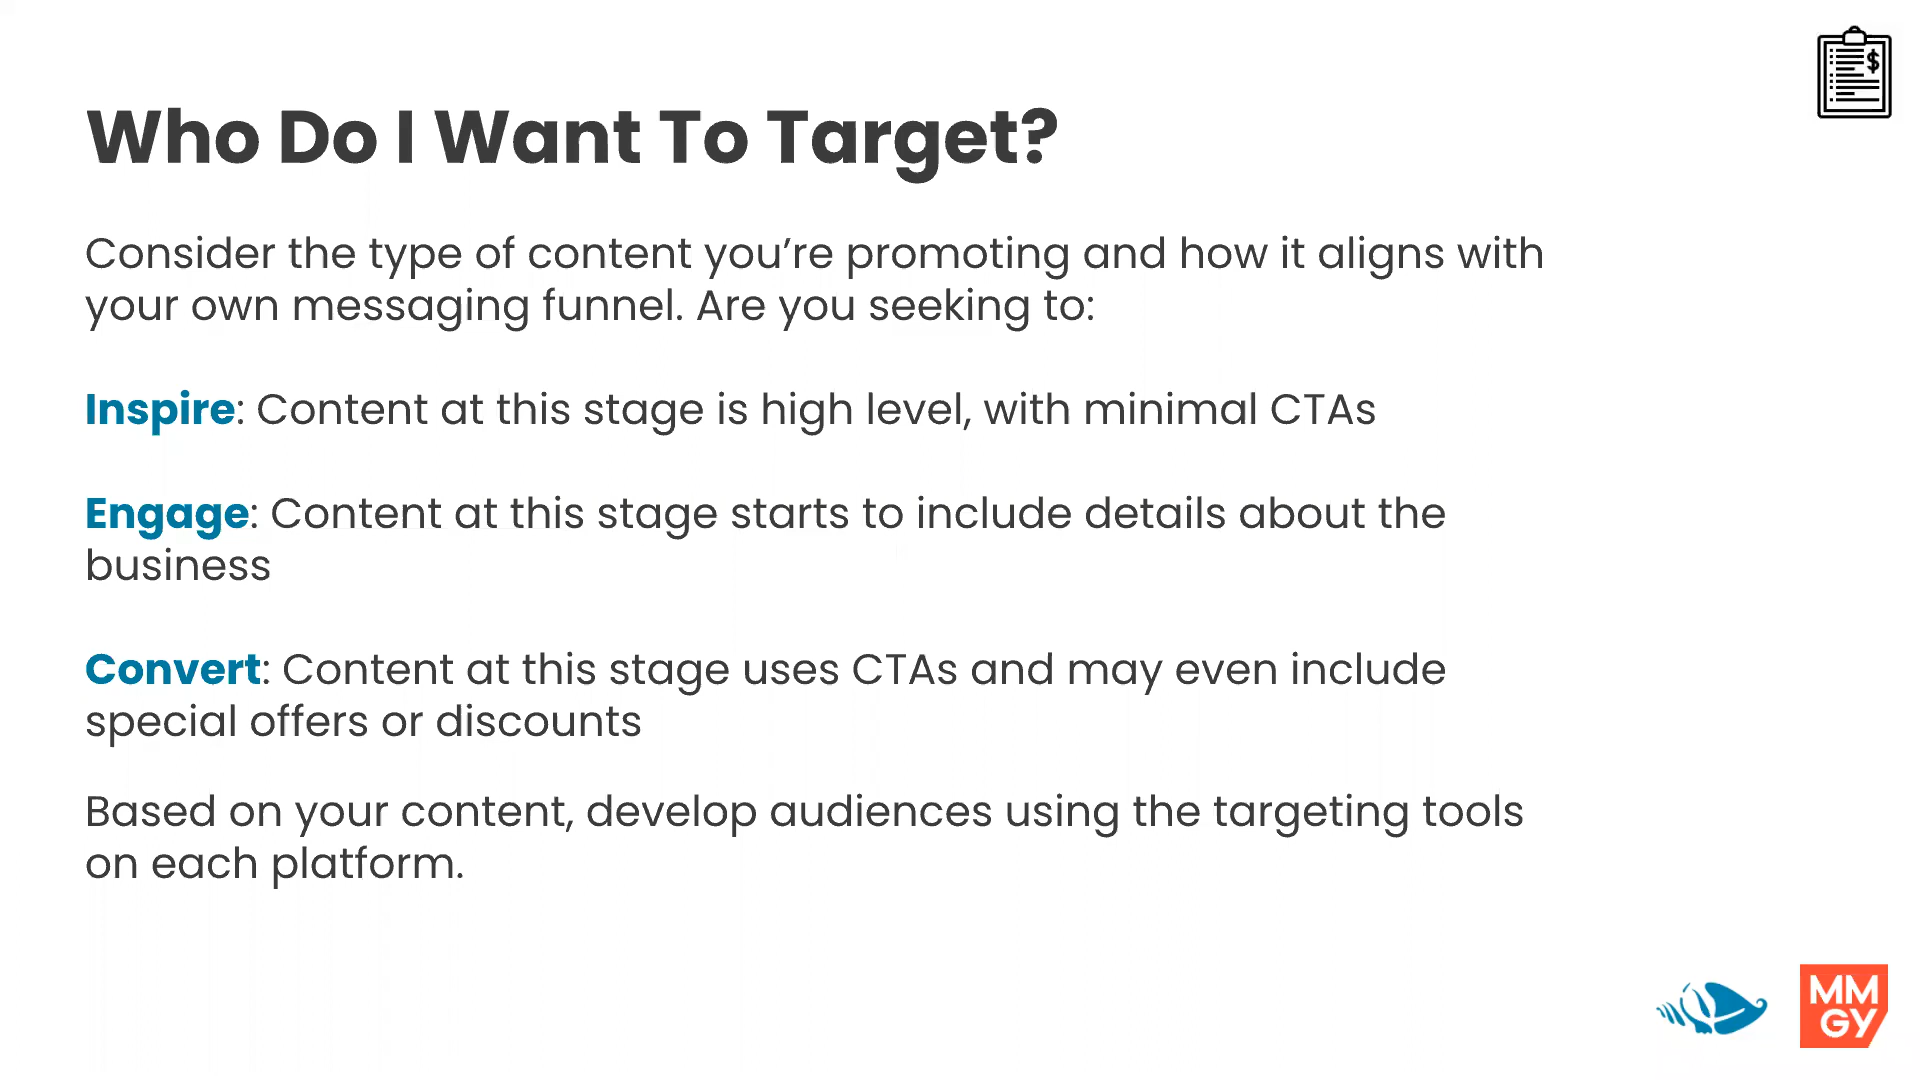 Who Do I Want To Target?
Consider the type of content you’re promoting and how it aligns with
your own messaging funnel. Are you seeking to:
Inspire: Content at this stage is high level, with minimal CTAs
Engage: Content at this stage starts to include details about the
business
Convert: Content at this stage uses CTAs and may even include
special offers or discounts
Based on your content, develop audiences using the targeting tools
on each platform.
$
MM
GY